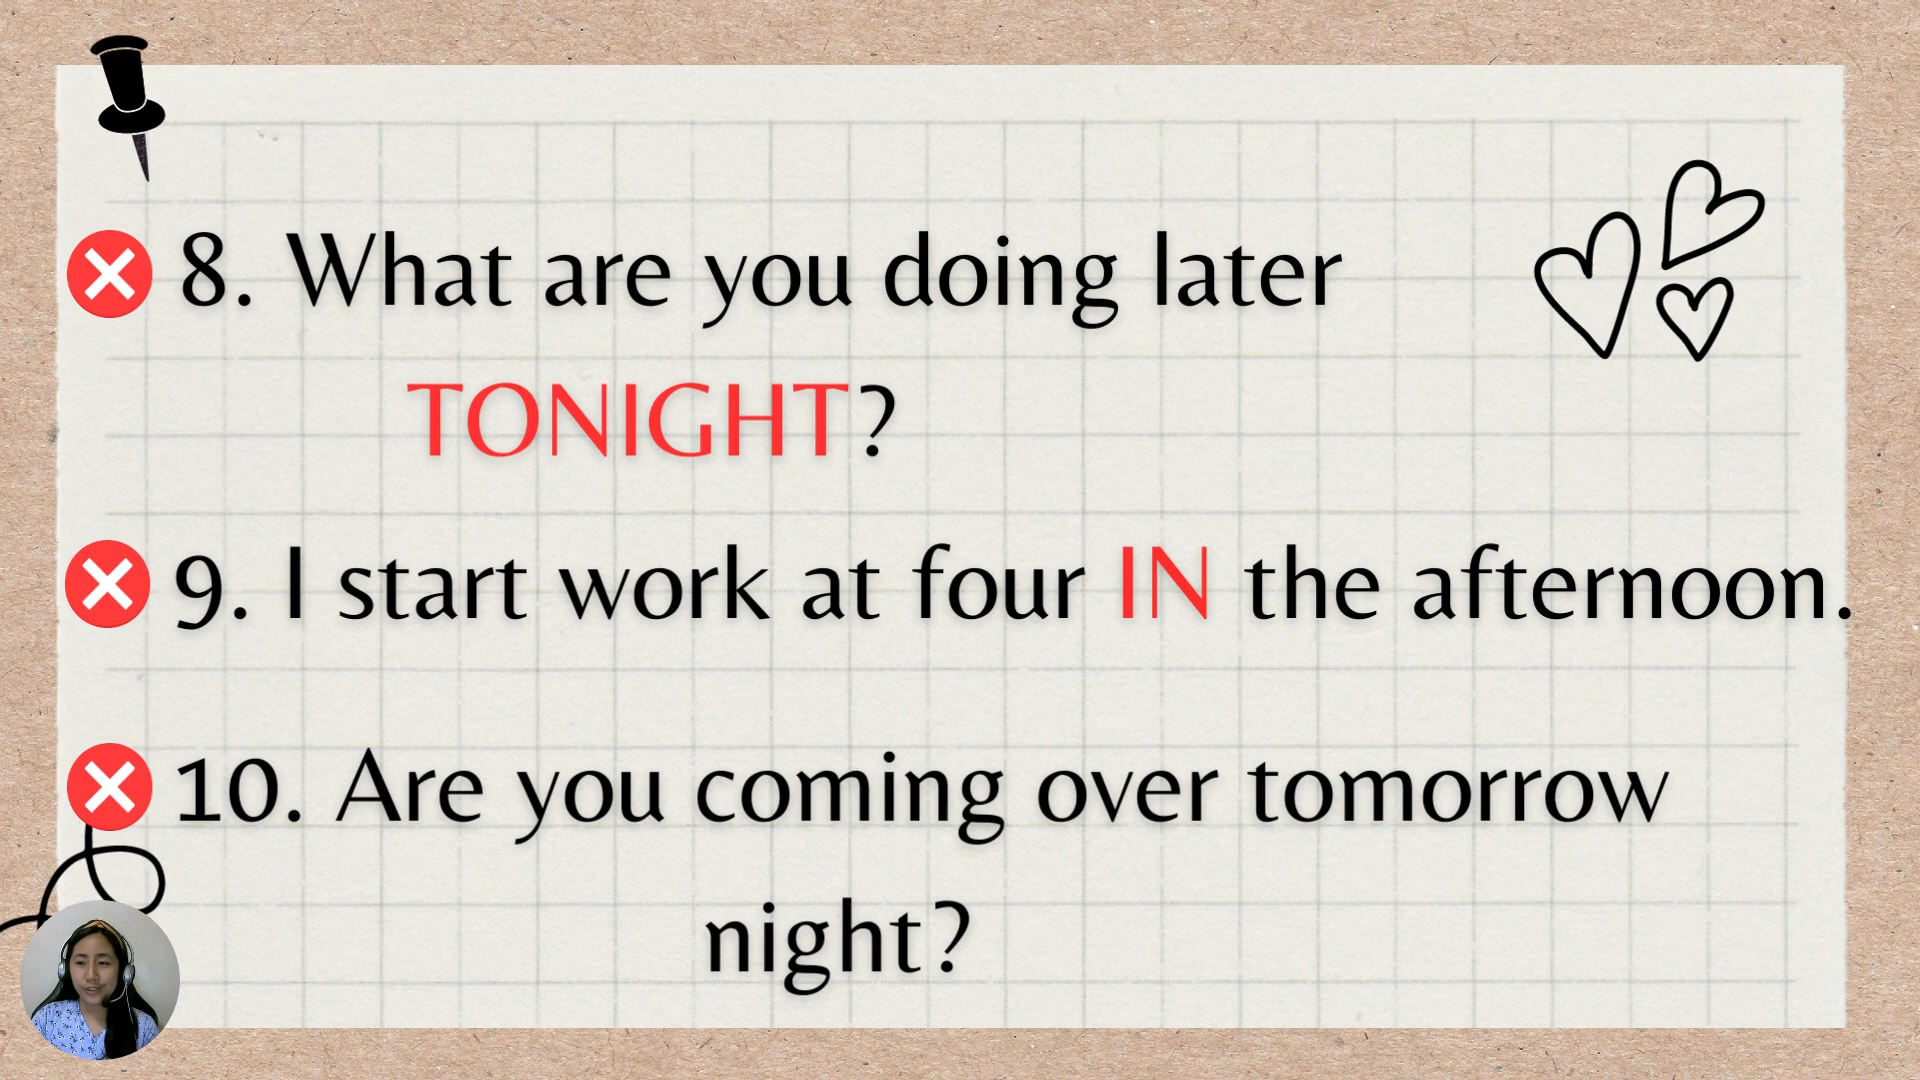 8. What are you doing later
TONIGHT?
9. I start work at four IN the afternoon.
10. Are you coming over tomorrow
night?